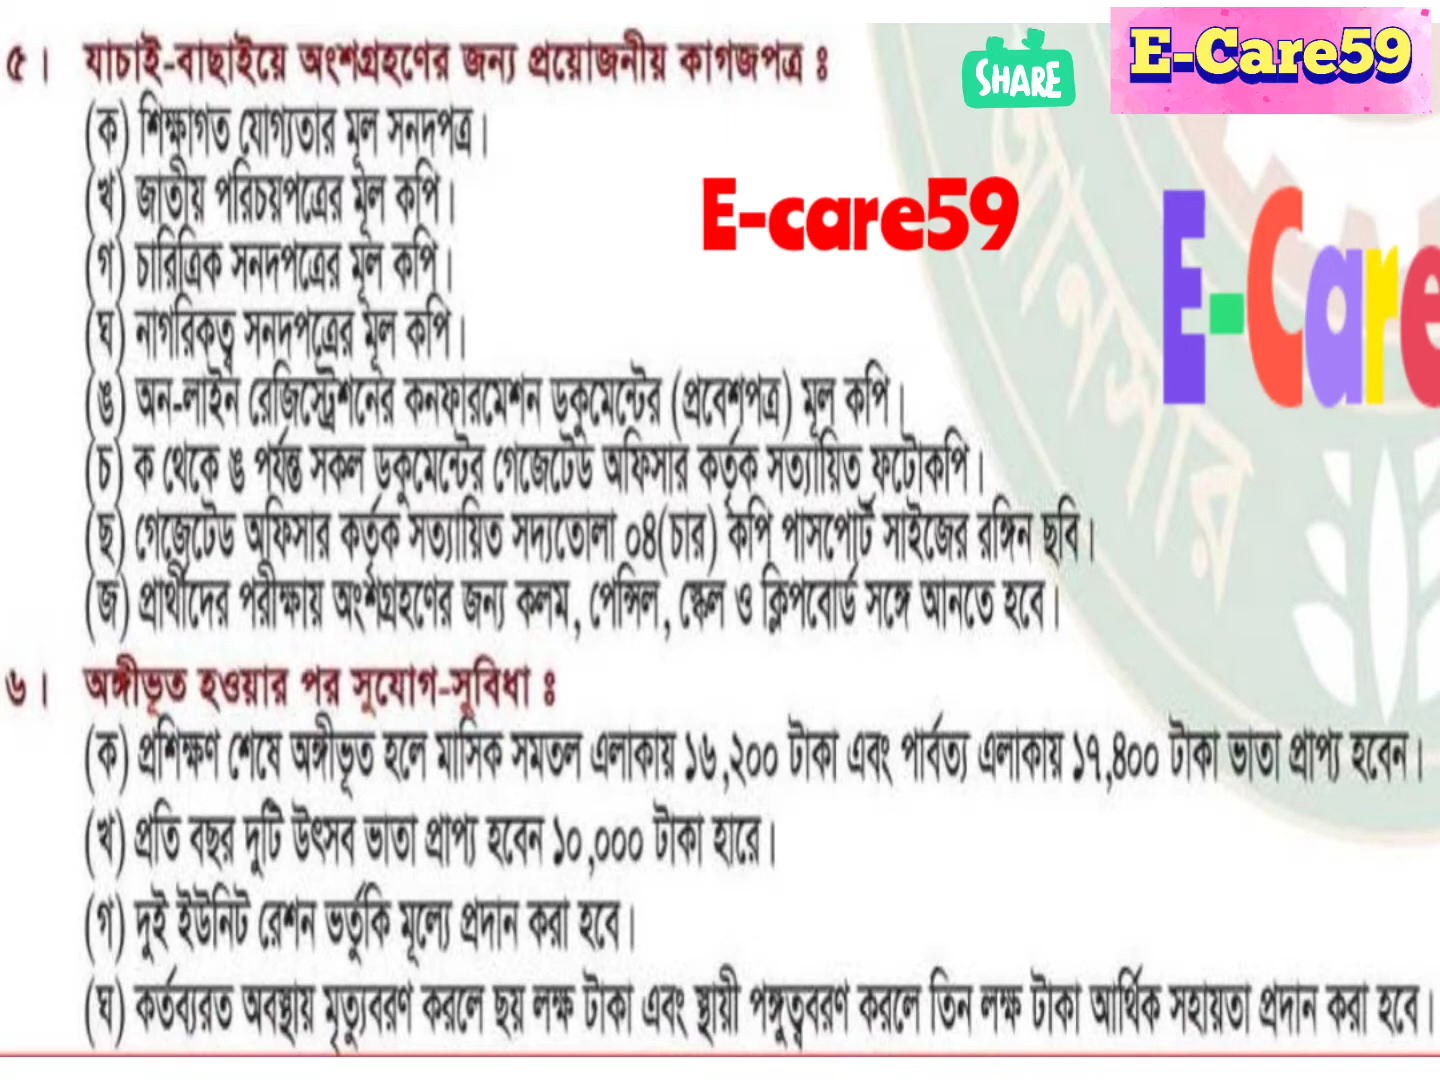 ৫। যাচাই-বাছাইয়ে অংশগ্রহণের জন্য প্রয়োজনীয় কাগজপত্র ঃ
SHARE
E-Care59
(ক) শিক্ষাগত যোগ্যতার মূল সনদপত্র।
(খ) জাতীয় পরিচয়পত্রের মূল কপি।
E-care59
E-Care
(গ) চারিত্রিক সনদপত্রের মূল কপি।
(ঘ) নাগরিকত্ব সনদপত্রের মূল কপি।
(ঙ) অন-লাইন রেজিস্ট্রেশনের কনফারমেশন ডকুমেন্টের (প্রবেশপত্র) মূল কপি।
(চ) ক থেকে ঙ পর্যন্ত সকল ডকুমেন্টের গেজেটেড অফিসার কর্তৃক সত্যায়িত ফটোকপি।
(ছ) গেজেটেড অফিসার কর্তৃক সত্যায়িত সদ্যতোলা ০৪(চার) কপি পাসপোর্ট সাইজের রঙ্গিন ছবি।
(জ) প্রার্থীদের পরীক্ষায় অংশগ্রহণের জন্য কলম, পেন্সিল, স্কেল ও ক্লিপবোর্ড সঙ্গে আনতে হবে।
আনসার
৬। অঙ্গীভূত হওয়ার পর সুযোগ-সুবিধা ঃ
(ক) প্রশিক্ষণ শেষে অঙ্গীভূত হলে মাসিক সমতল এলাকায় ১৬,২০০ টাকা এবং পার্বত্য এলাকায় ১৭,৪০০ টাকা ভাতা প্রাপ্য হবেন।
(খ) প্রতি বছর দুটি উৎসব ভাতা প্রাপ্য হবেন ১০,০০০ টাকা হারে।
(গ) দুই ইউনিট রেশন ভর্তুকি মূল্যে প্রদান করা হবে।
(ঘ) কর্তব্যরত অবস্থায় মৃত্যুবরণ করলে ছয় লক্ষ টাকা এবং স্থায়ী পঙ্গুত্ববরণ করলে তিন লক্ষ টাকা আর্থিক সহায়তা প্রদান করা হবে।